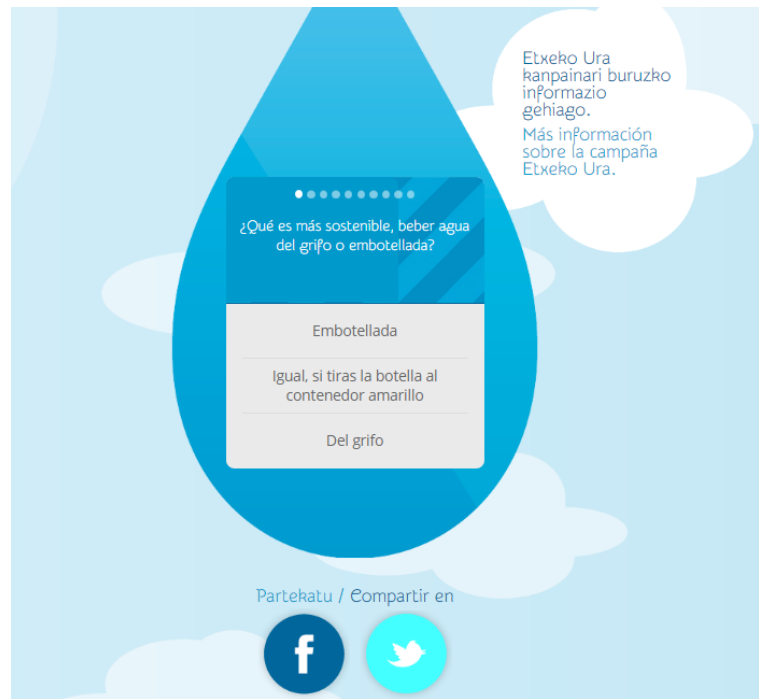 Etxeko Ura
kanpainari buruzko
informazio
gehiago.
Más información
sobre la campaña
Etxeko Ura.
¿Qué es más sostenible, beber agua
del grifo o embotellada?
Embotellada
Igual, si tiras la botella al
contenedor amarillo
Del grifo
Partekatu / Compartir en
f